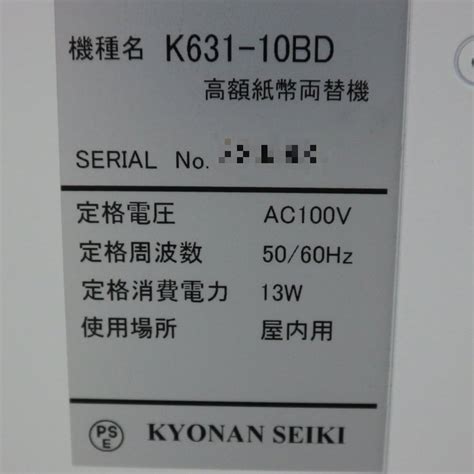 機種名 K631-10BD
高額紙幣両替機
SERIAL No.
定格電圧 AC100V
定格周波数 50/60Hz
定格消費電力 13W
使用場所 屋内用
PS E KYONAN SEIKI